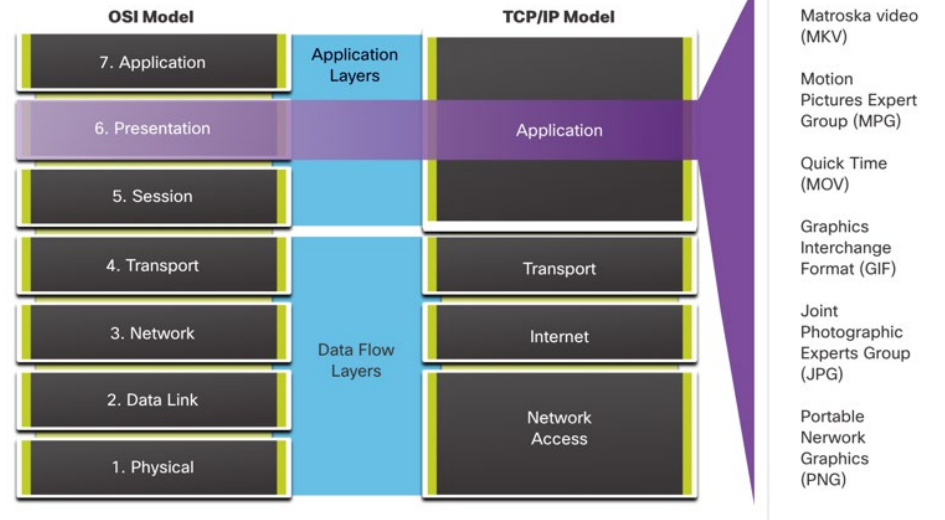 OSI Model
TCP/IP Model
7. Application
6. Presentation
5. Session
4. Transport
3. Network
2. Data Link
1. Physical
Application
Layers
Data Flow
Layers
Application
Transport
Internet
Network
Access
Matroska video
(MKV)
Motion
Pictures Expert
Group (MPG)
Quick Time
(MOV)
Graphics
Interchange
Format (GIF)
Joint
Photographic
Experts Group
(JPG)
Portable
Nerwork
Graphics
(PNG)